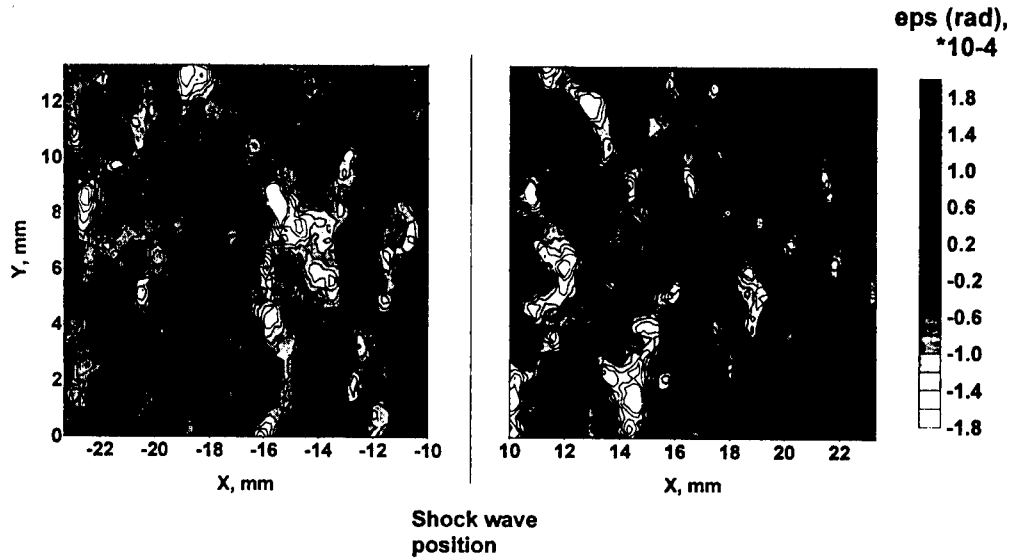 eps (rad),
*10-4
12
10
8
6
4
2
0
Y, mm
-22 -20 -18 -16 -14 -12 -10
X, mm
10 12 14 16 18 20 22
X, mm
1.8
1.4
1.0
0.6
0.2
-0.2
-0.6
-1.0
-1.4
-1.8
Shock wave
position